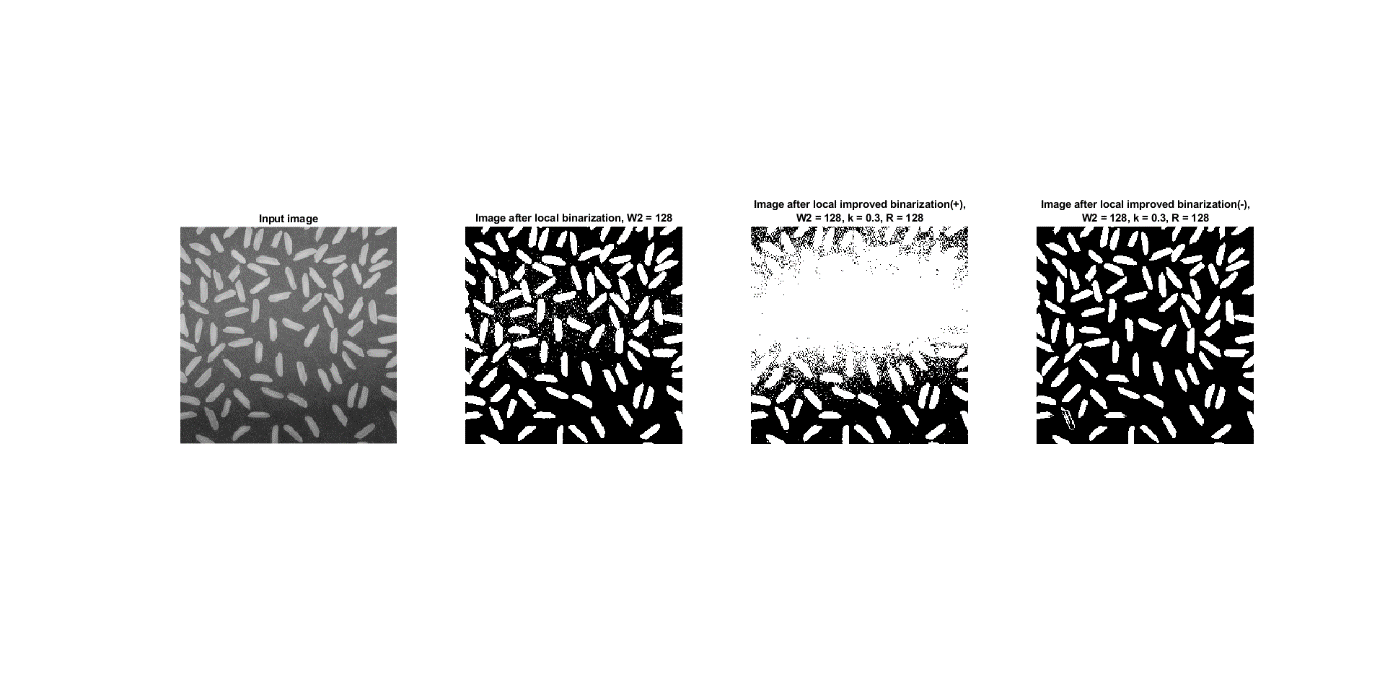 Input image
Image after local binarization, W2 = 128
Image after local improved binarization(+),
W2 = 128, k = 0.3, R = 128
Image after local improved binarization(-),
W2 = 128, k = 0.3, R = 128